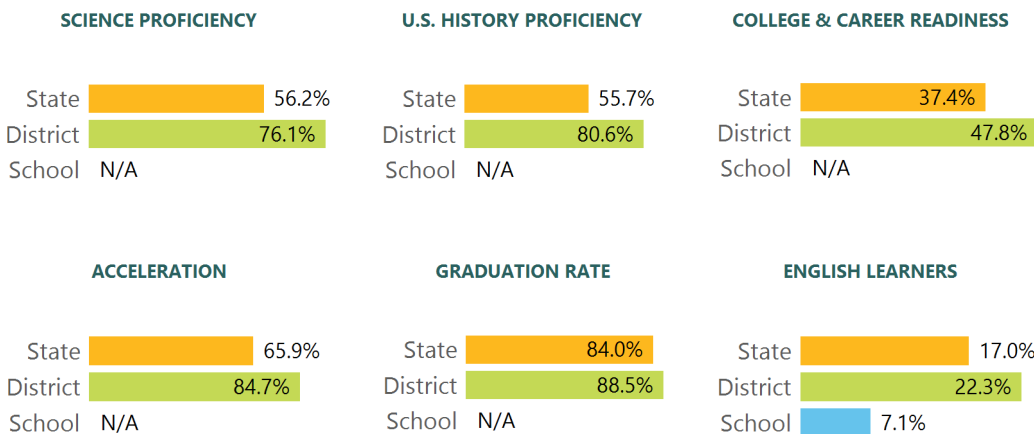 SCIENCE PROFICIENCY
State 56.2%
District 76.1%
School N/A
U.S. HISTORY PROFICIENCY
State 55.7%
District 80.6%
School N/A
COLLEGE & CAREER READINESS
State 37.4%
District 47.8%
School N/A
ACCELERATION
State 65.9%
District 84.7%
School N/A
GRADUATION RATE
State 84.0%
District 88.5%
School N/A
ENGLISH LEARNERS
State 17.0%
District 22.3%
School 7.1%